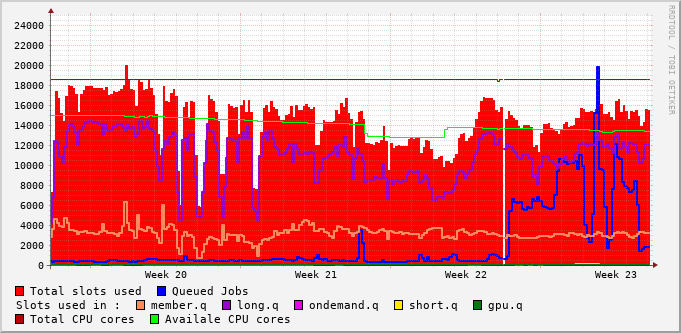 24000
22000
20000
18000
16000
14000
12000
10000
8000
6000
4000
2000
0
Week 20 Week 21 Week 22 Week 23
RRDTOOL / TOBI OETIKER
Total slots used Queued Jobs
Slots used in : member.q long.q ondemand.q short.q gpu.q
Total CPU cores Availale CPU cores